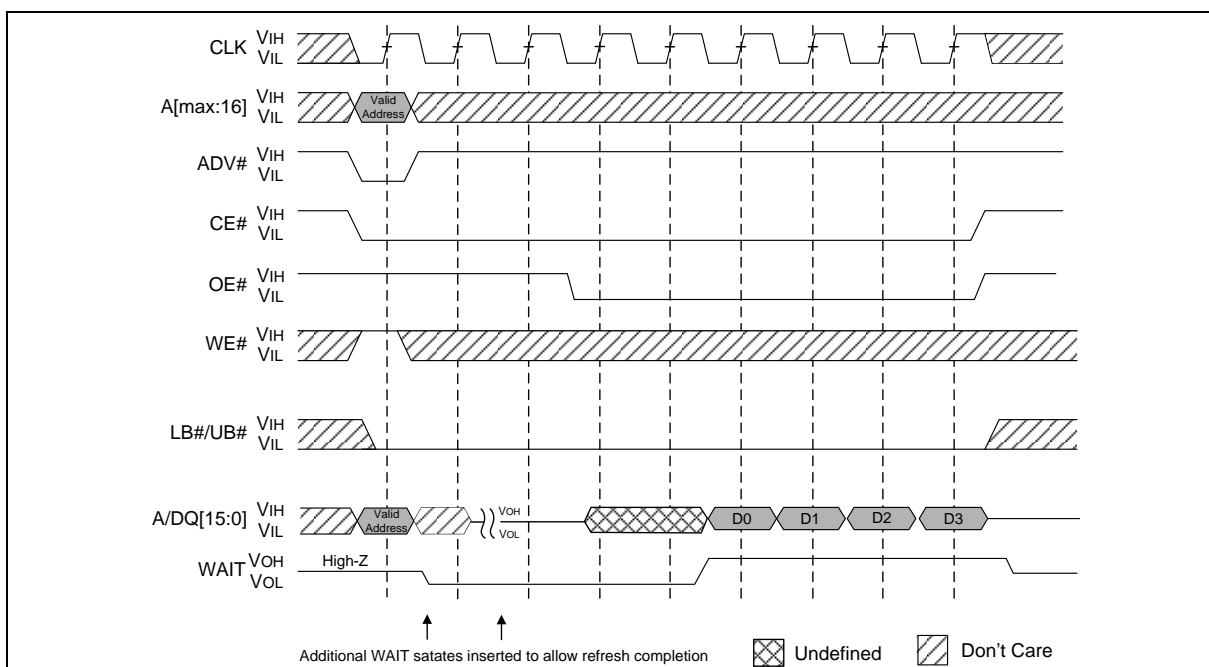 CLK VIH
VIL
A[max:16] VIH
VIL
Valid
Address
ADV# VIH
VIL
CE# VIH
VIL
OE# VIH
VIL
WE# VIH
VIL
LB#/UB# VIH
VIL
A/DQ[15:0] VIH
VIL
Valid
Address
VOH
VOL
D0 D1 D2 D3
WAIT VOH
VOL
High-Z
Additional WAIT satates inserted to allow refresh completion
Undefined
Don't Care